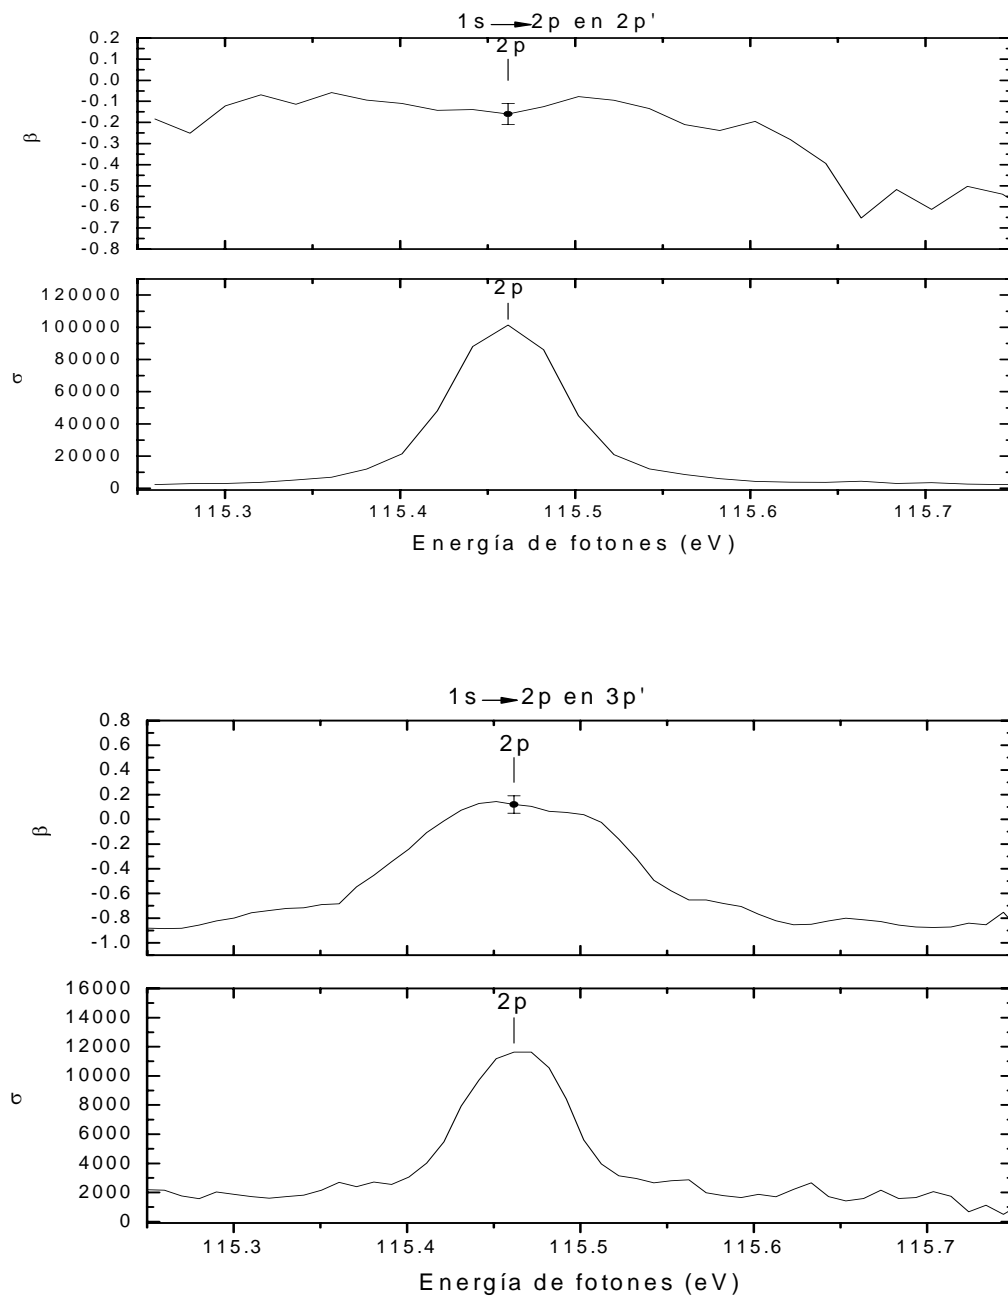 1s→2p en 2p'
0.2
2p
0.1
0.0
-0.1
-0.2
-0.3
-0.4
-0.5
-0.6
-0.7
-0.8
β
2p
120000
100000
80000
60000
40000
20000
0
σ
115.3 115.4 115.5 115.6 115.7
Energía de fotones (eV)
1s→2p en 3p'
0.8
2p
0.6
0.4
0.2
0.0
-0.2
-0.4
-0.6
-0.8
-1.0
β
16000
2p
14000
12000
10000
8000
6000
4000
2000
0
σ
115.3 115.4 115.5 115.6 115.7
Energía de fotones (eV)